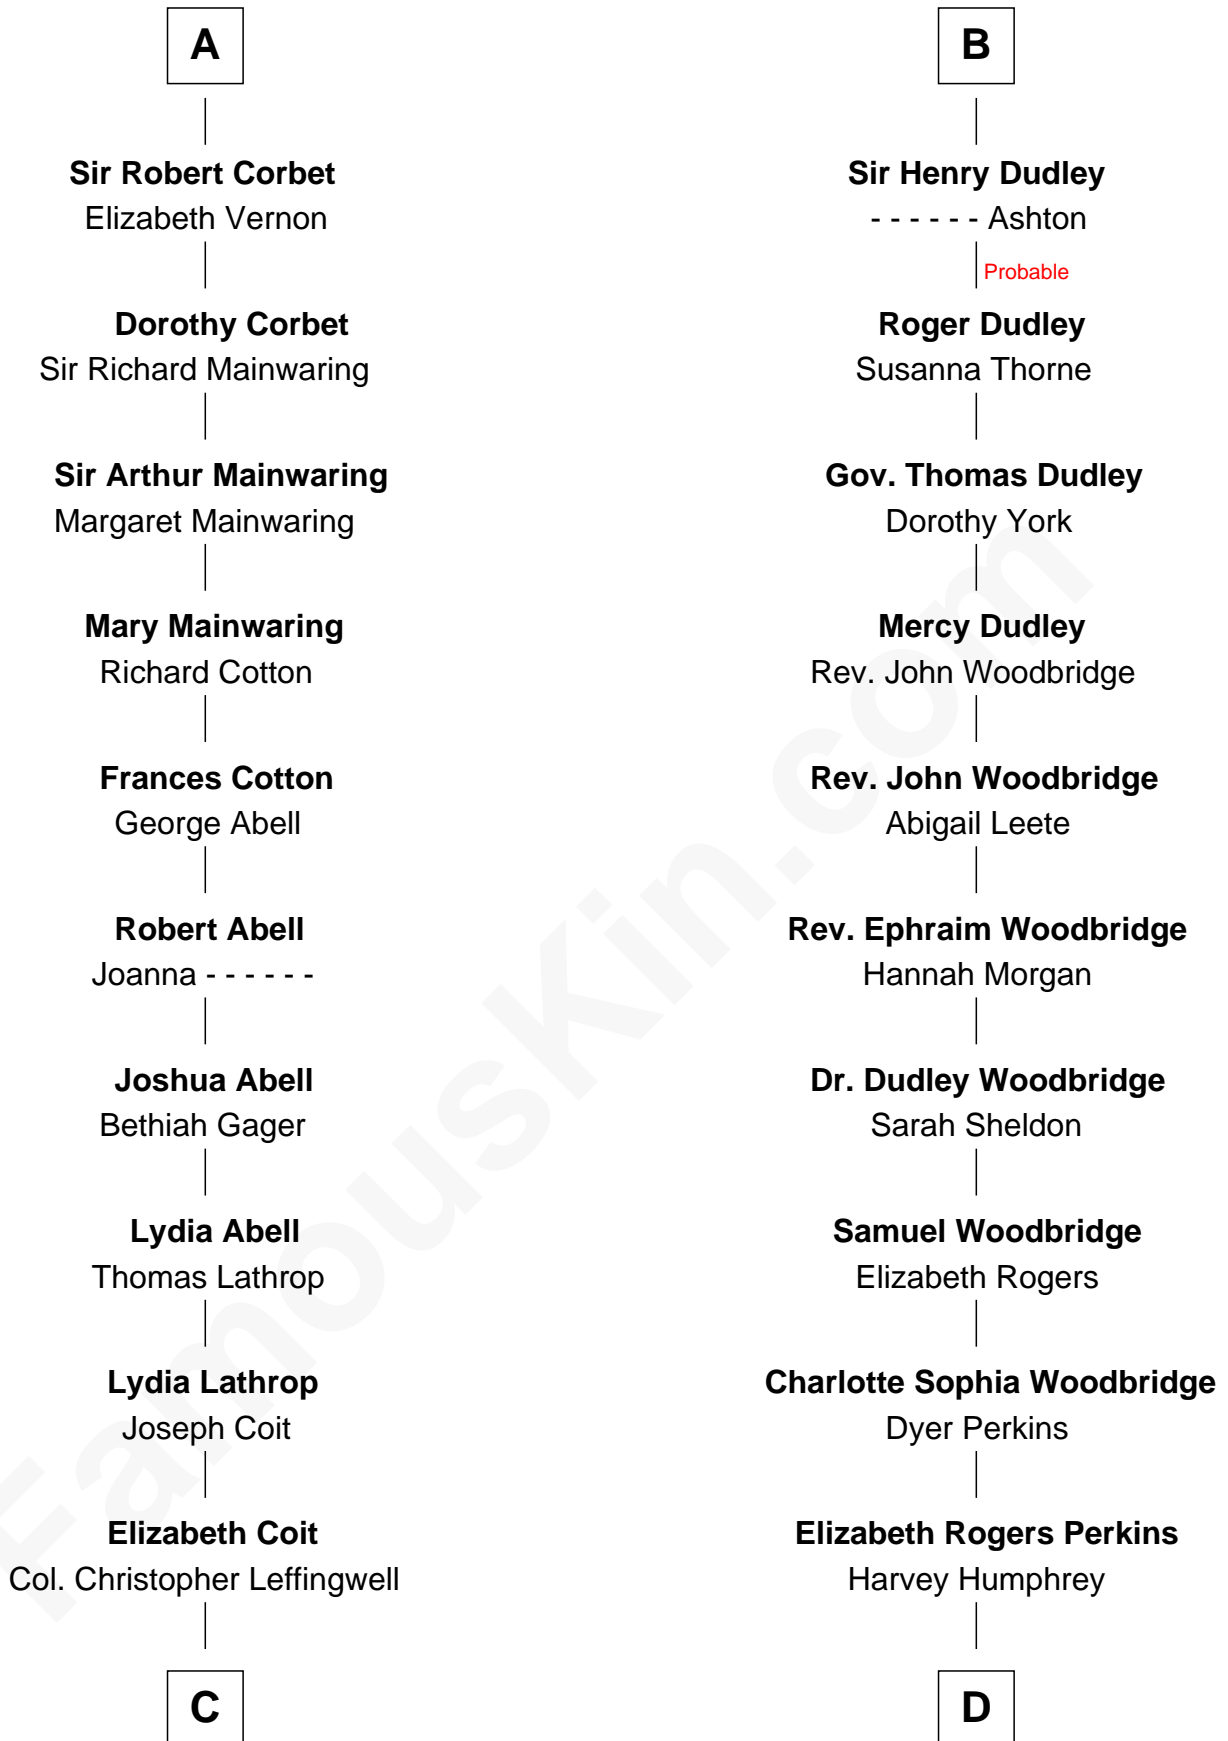 A
Sir Robert Corbet
Elizabeth Vernon
Dorothy Corbet
Sir Richard Mainwaring
Sir Arthur Mainwaring
Margaret Mainwaring
Mary Mainwaring
Richard Cotton
Frances Cotton
George Abell
Robert Abell
Joanna - - - - - -
Joshua Abell
Bethiah Gager
Lydia Abell
Thomas Lathrop
Lydia Lathrop
Joseph Coit
Elizabeth Coit
Col. Christopher Leffingwell
C
B
Sir Henry Dudley
- - - - - - Ashton
Probable
Roger Dudley
Susanna Thorne
Gov. Thomas Dudley
Dorothy York
Mercy Dudley
Rev. John Woodbridge
Rev. John Woodbridge
Abigail Leete
Rev. Ephraim Woodbridge
Hannah Morgan
Dr. Dudley Woodbridge
Sarah Sheldon
Samuel Woodbridge
Elizabeth Rogers
Charlotte Sophia Woodbridge
Dyer Perkins
Elizabeth Rogers Perkins
Harvey Humphrey
D
FamousKin.com